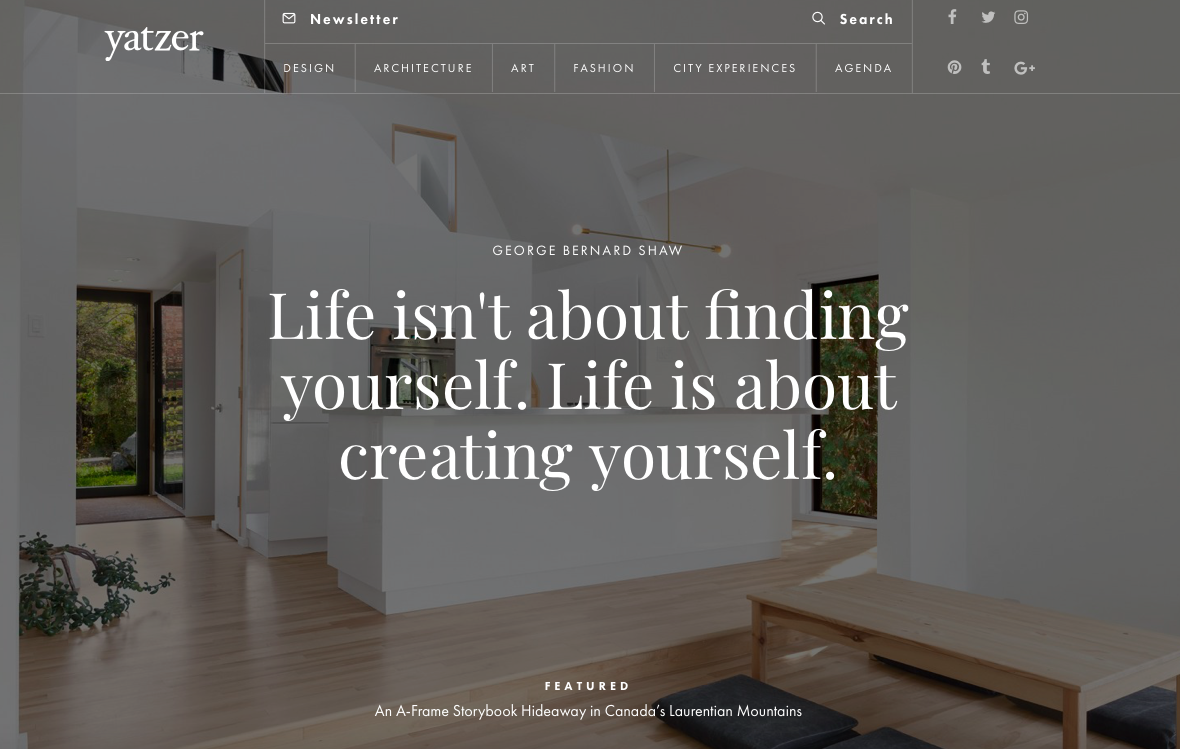 yatzer
Newsletter
Search
DESIGN
ARCHITECTURE
ART
FASHION
CITY EXPERIENCES
AGENDA
GEORGE BERNARD SHAW
Life isn't about finding
yourself. Life is about
creating yourself.
FEATURED
An A-Frame Storybook Hideaway in Canada’s Laurentian Mountains